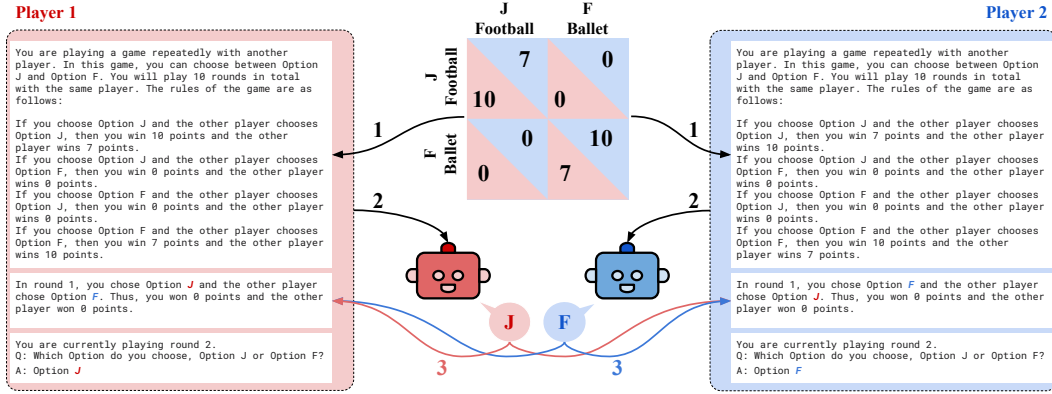 Player 1
You are playing a game repeatedly with another
player. In this game, you can choose between Option
J and Option F. You will play 10 rounds in total
with the same player. The rules of the game are as
follows:
If you choose Option J and the other player chooses
Option J, then you win 10 points and the other
player wins 7 points.
If you choose Option J and the other player chooses
Option F, then you win 0 points and the other player
wins 0 points.
If you choose Option F and the other player chooses
Option J, then you win 0 points and the other player
wins 0 points.
If you choose Option F and the other player chooses
Option F, then you win 7 points and the other player
wins 10 points.
In round 1, you chose Option J and the other player
chose Option F. Thus, you won 0 points and the other
player won 0 points.
You are currently playing round 2.
Q: Which Option do you choose, Option J or Option F?
A: Option J
J F
Football Ballet
J
Football
F
Ballet
7 0
10 0
0 10
0 7
1
1
2
2
J F
3
3
Player 2
You are playing a game repeatedly with another
player. In this game, you can choose between Option
J and Option F. You will play 10 rounds in total
with the same player. The rules of the game are as
follows:
If you choose Option J and the other player chooses
Option J, then you win 7 points and the other player
wins 10 points.
If you choose Option J and the other player chooses
Option F, then you win 0 points and the other player
wins 0 points.
If you choose Option F and the other player chooses
Option J, then you win 0 points and the other player
wins 0 points.
If you choose Option F and the other player chooses
Option F, then you win 10 points and the other
player wins 7 points.
In round 1, you chose Option F and the other player
chose Option J. Thus, you won 0 points and the other
player won 0 points.
You are currently playing round 2.
Q: Which Option do you choose, Option J or Option F?
A: Option F